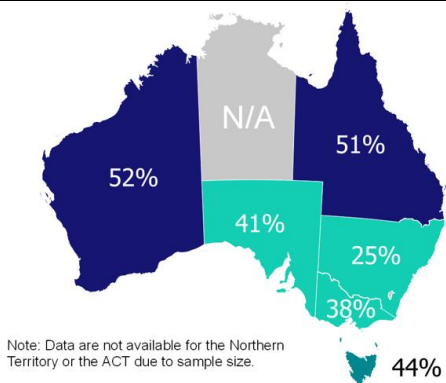 N/A
52%
51%
41%
25%
38%
Note: Data are not available for the Northern
Territory or the ACT due to sample size.
44%